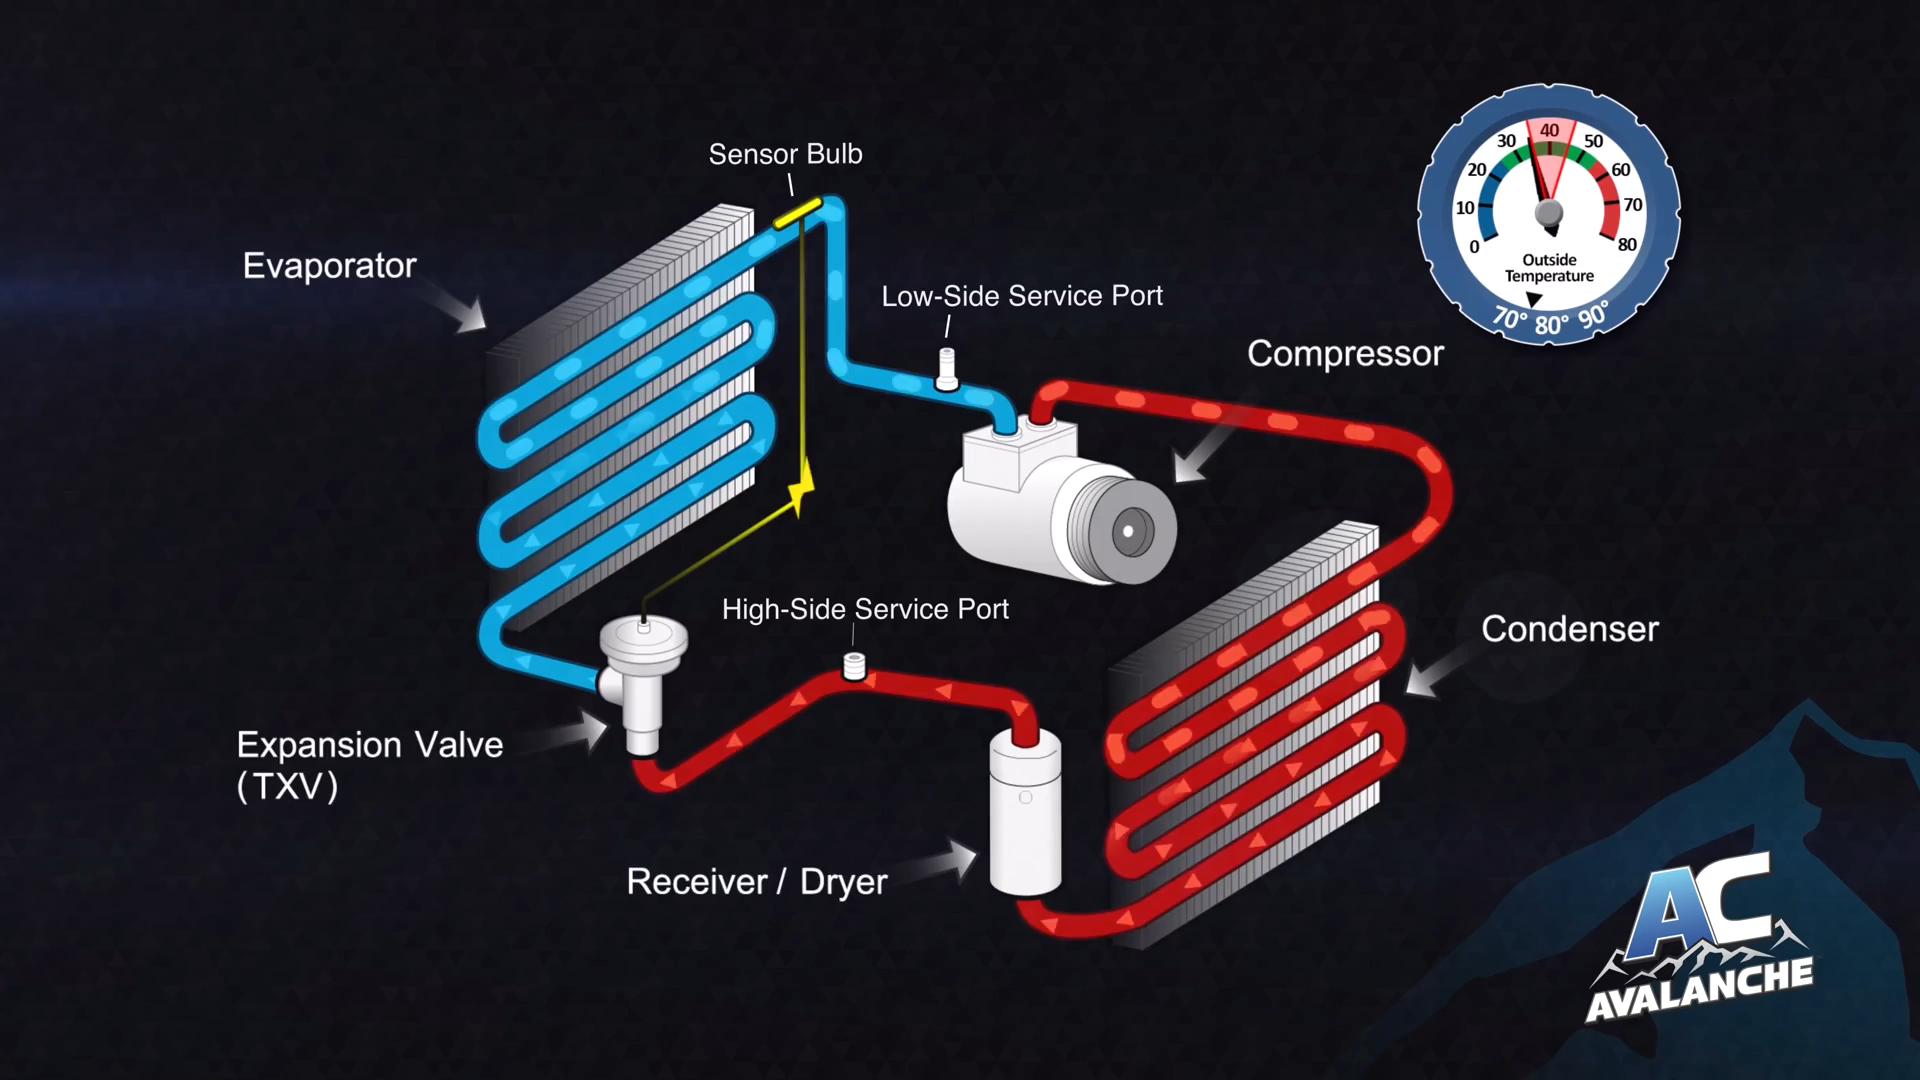 Sensor Bulb
Evaporator
Low-Side Service Port
Compressor
0 10 20 30 40 50 60 70 80
Outside
Temperature
70° 80° 90°
High-Side Service Port
Condenser
Expansion Valve
(TXV)
Receiver / Dryer
AC
AVALANCHE